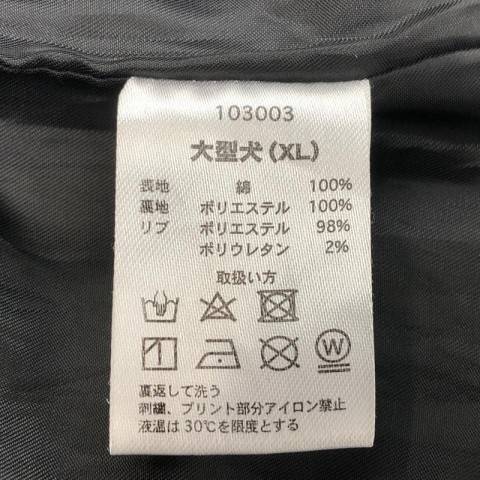 103003
大型犬(XL)
表地 綿 100%
裏地 ポリエステル 100%
リブ ポリエステル 98%
ポリウレタン 2%
取扱い方
W
裏返して洗う
刺繍、プリント部分アイロン禁止
液温は30℃を限度とする